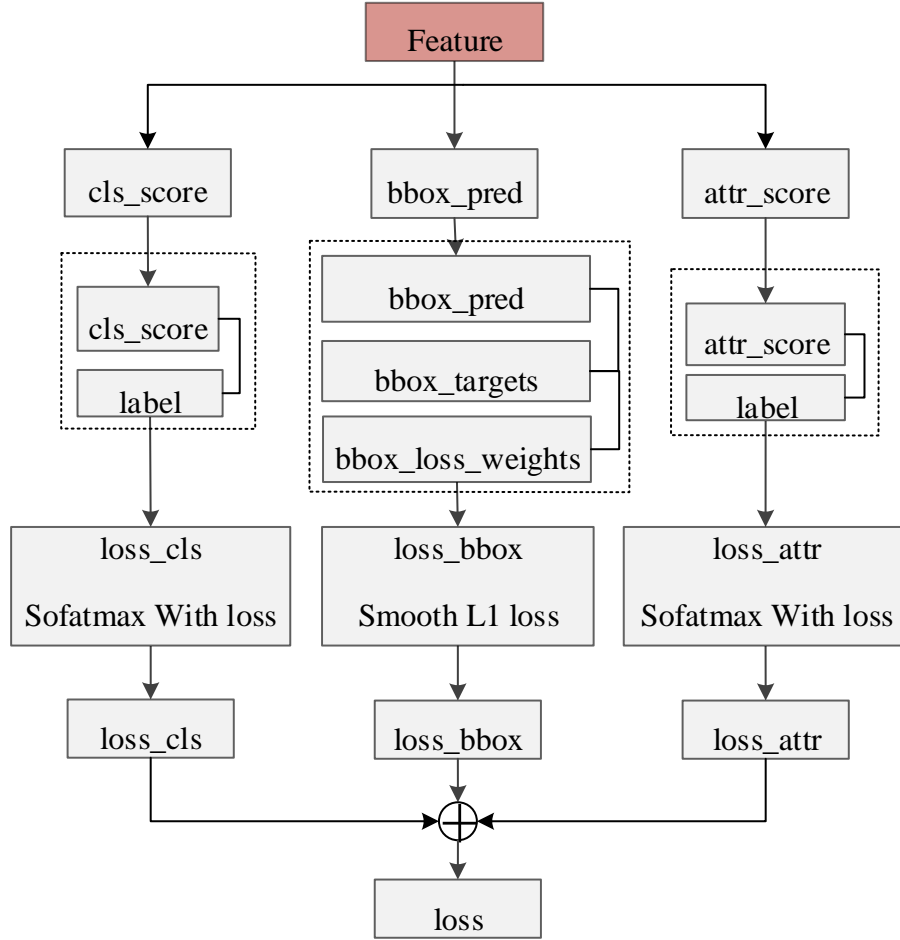 Feature
cls_score
bbox_pred
attr_score
cls_score
label
bbox_pred
bbox_targets
bbox_loss_weights
attr_score
label
loss_cls
Sofatmax With loss
loss_bbox
Smooth L1 loss
loss_attr
Sofatmax With loss
loss_cls
loss_bbox
loss_attr
loss